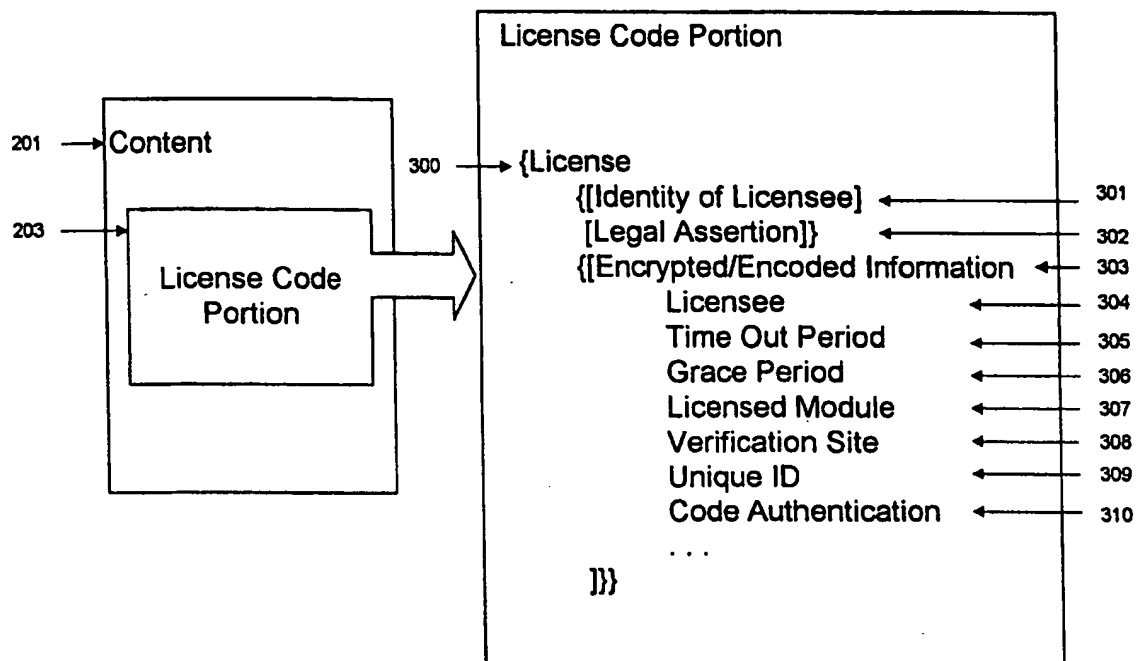 License Code Portion
201
Content
300
{License
{[Identity of Licensee]
301
203
[Legal Assertion]}
302
{[Encrypted/Encoded Information
303
License Code
Portion
Licensee
304
Time Out Period
305
Grace Period
306
Licensed Module
307
Verification Site
308
Unique ID
309
Code Authentication
310
. . .
]}}